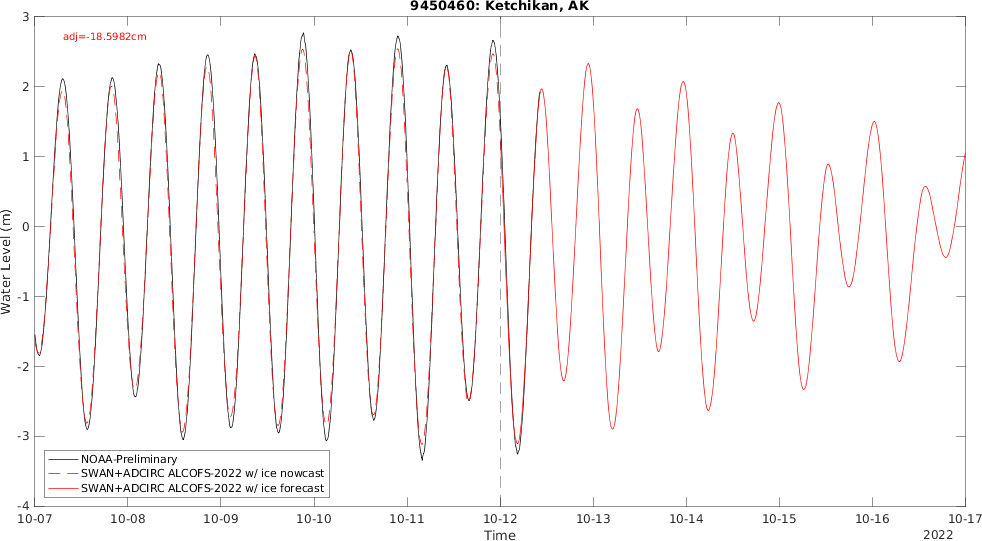 9450460: Ketchikan, AK
adj=-18.5982cm
3
2
1
0
-1
-2
-3
-4
Water Level (m)
NOAA-Preliminary
SWAN+ADCIRC ALCOFS-2022 w/ ice nowcast
SWAN+ADCIRC ALCOFS-2022 w/ ice forecast
10-07 10-08 10-09 10-10 10-11 10-12 10-13 10-14 10-15 10-16 10-17
Time
2022